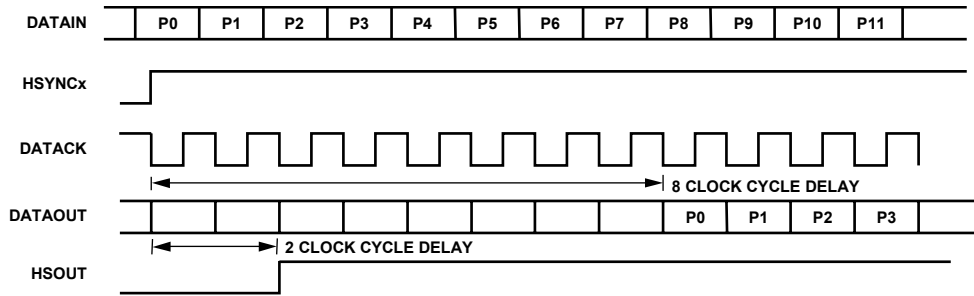 DATAIN P0 P1 P2 P3 P4 P5 P6 P7 P8 P9 P10 P11
HSYNCx
DATACK
8 CLOCK CYCLE DELAY
DATAOUT P0 P1 P2 P3
2 CLOCK CYCLE DELAY
HSOUT